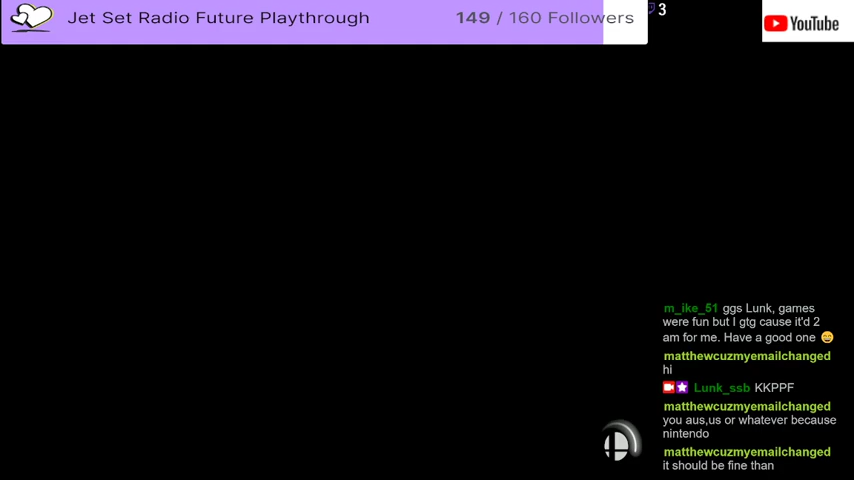 Jet Set Radio Future Playthrough 149 / 160 Followers 3 YouTube
m_ike_51 ggs Lunk, games
were fun but I gtg cause it'd 2
am for me. Have a good one 😄
matthewcuzmyemailchanged
hi
Lunk_ssb KKPPF
matthewcuzmyemailchanged
you aus,us or whatever because
nintendo
matthewcuzmyemailchanged
it should be fine than